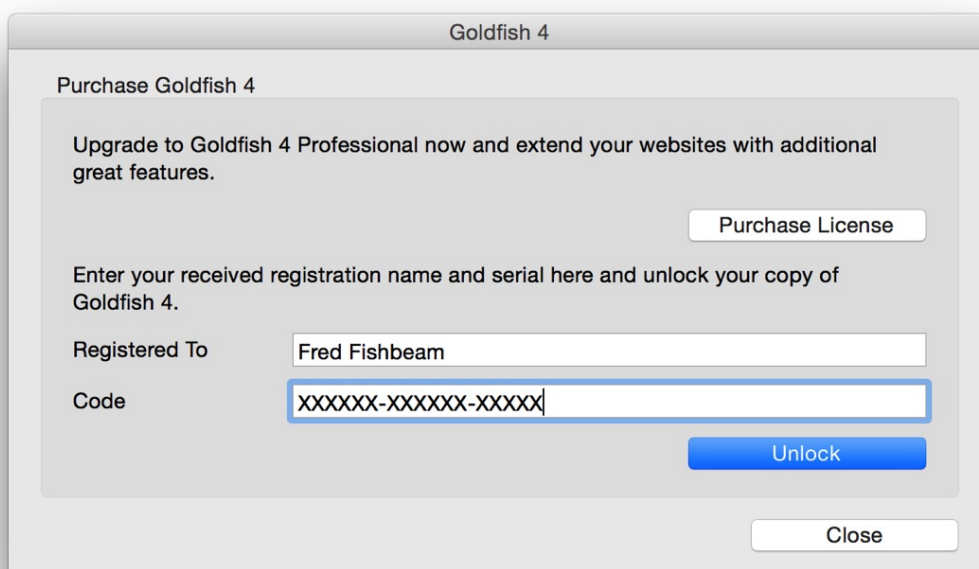 Goldfish 4
Purchase Goldfish 4
Upgrade to Goldfish 4 Professional now and extend your websites with additional
great features.
Purchase License
Enter your received registration name and serial here and unlock your copy of
Goldfish 4.
Registered To
Fred Fishbeam
Code
XXXXXX-XXXXXX-XXXXX
Unlock
Close